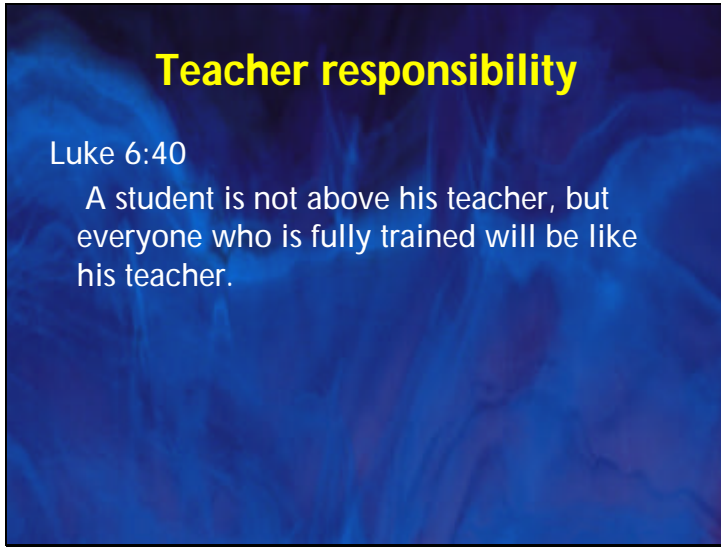 Teacher responsibility
Luke 6:40
A student is not above his teacher, but
everyone who is fully trained will be like
his teacher.